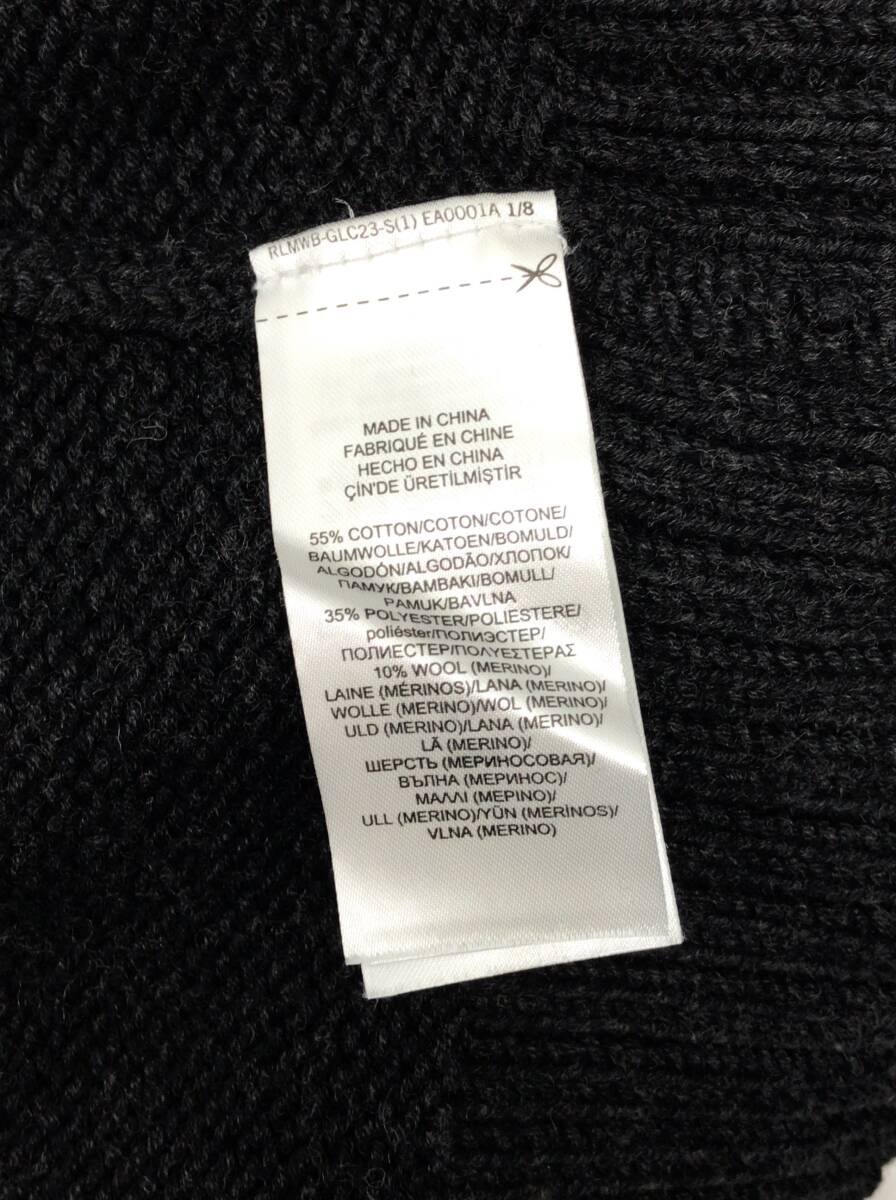 RLMWB-GLC23-S(1) EA0001A 1/8
MADE IN CHINA
FABRIQUÉ EN CHINE
HECHO EN CHINA
ÇİN'DE ÜRETİLMİŞTİR
55% COTTON/COTON/COTONE/
BAUMWOLLE/KATOEN/BOMULD/
ALGODÓN/ALGODÃO/ХЛОПОК/
ПАМУК/ΒΑΜΒΑΚΙ/BOMULL/
PAMUK/BAVLNA
35% POLYESTER/POLIESTERE/
poliéster/ПОЛИЭСТЕР/
ПОЛИЕСТЕР/ΠΟΛΥΕΣΤΕΡΑΣ
10% WOOL (MERINO)/
LAINE (MÉRINOS)/LANA (MERINO)/
WOLLE (MERINO)/WOL (MERINO)/
ULD (MERINO)/LANA (MERINO)/
LÃ (MERINO)/
ШЕРСТЬ (МЕРИНОСОВАЯ)/
ВЪЛНА (МЕРИНОС)/
ΜΑΛΛΙ (ΜΕΡΙΝΟ)/
ULL (MERINO)/YÜN (MERİNOS)/
VLNA (MERINO)